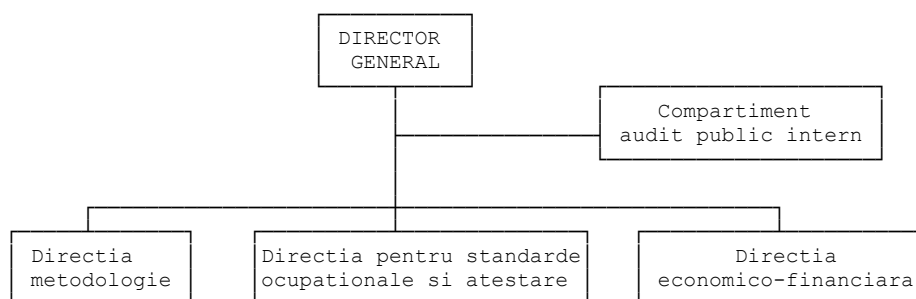 DIRECTOR
GENERAL
Compartiment
audit public intern
Directia
metodologie
Directia pentru standarde
ocupationale si atestare
Directia
economico-financiara